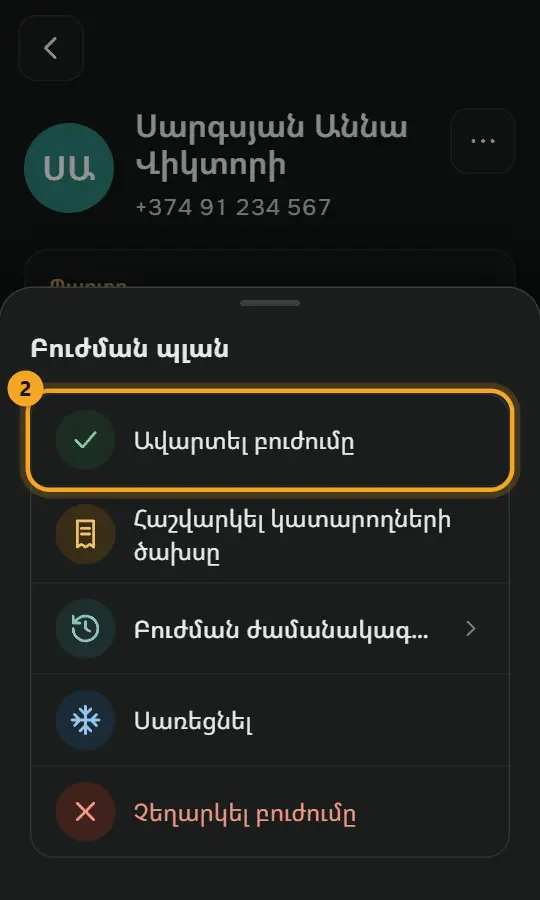 Սարգսյան Աննա
Վիկտորի
ՍԱ
+374 91 234 567
Բուժման պլան
2
Ավարտել բուժումը
Հաշվարկել կատարողների
ծախսը
Բուժման ժամանակագ...
Սառեցնել
Չեղարկել բուժումը